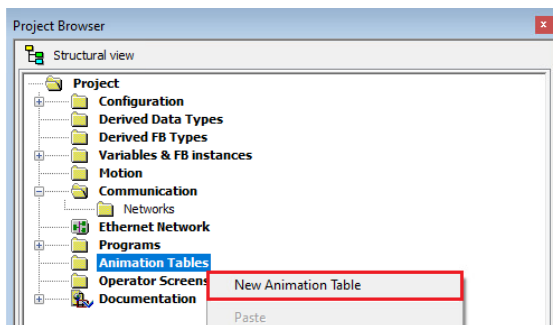 Project Browser
x
Structural view
Project
Configuration
Derived Data Types
Derived FB Types
Variables & FB instances
Motion
Communication
Networks
Ethernet Network
Programs
Animation Tables
Operator Screens
New Animation Table
Documentation
Paste